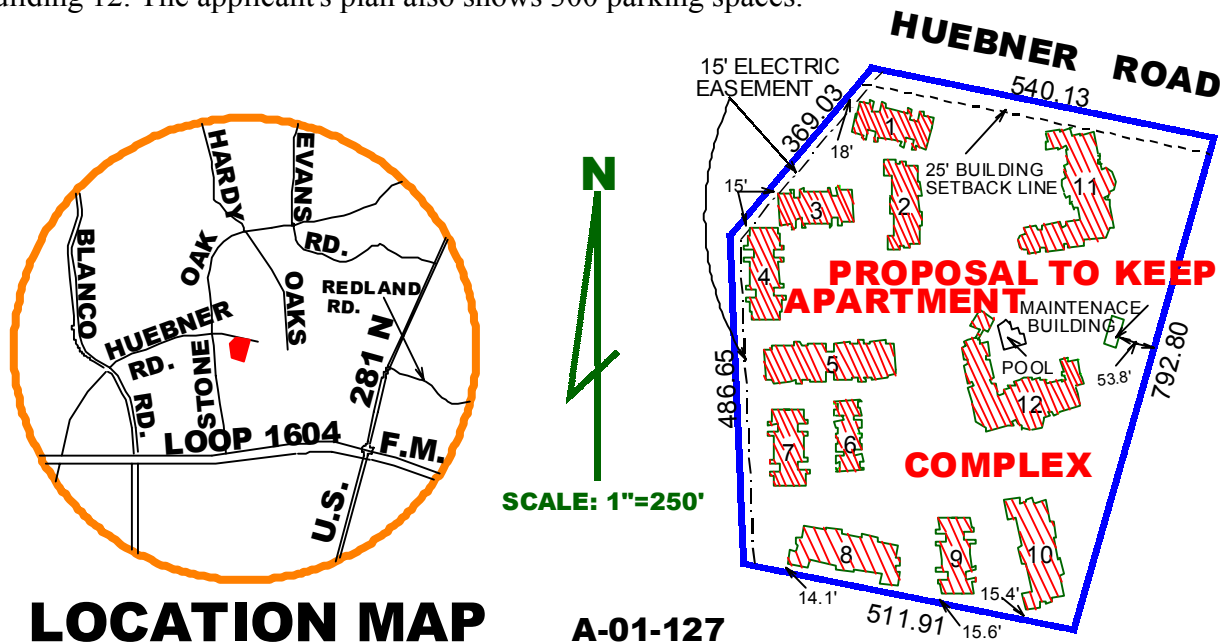 uilding 12. The applicant's plan also shows 300 parking spaces.
HUEBNER ROAD
15' ELECTRIC
EASEMENT
540.13
369.03
18'
25' BUILDING
SETBACK LINE
15'
1
2
3
4
11
PROPOSAL TO KEEP
APARTMENT
MAINTENACE
BUILDING
POOL
53.8'
792.80
486.65
5
12
6
7
COMPLEX
8
9
10
14.1'
511.91
15.6'
15.4'
N
SCALE: 1"=250'
HARDY
OAKS
EVANS
RD.
BLANCO
RD.
STONE
OAK
REDLAND
RD.
HUEBNER
RD.
281 N
U.S.
LOOP 1604
F.M.
LOCATION MAP
A-01-127